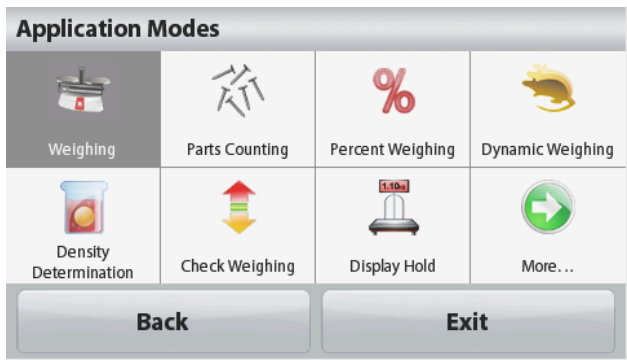 Application Modes
Weighing
Parts Counting
Percent Weighing
Dynamic Weighing
Density
Determination
Check Weighing
1.10kg
Display Hold
More...
Back
Exit